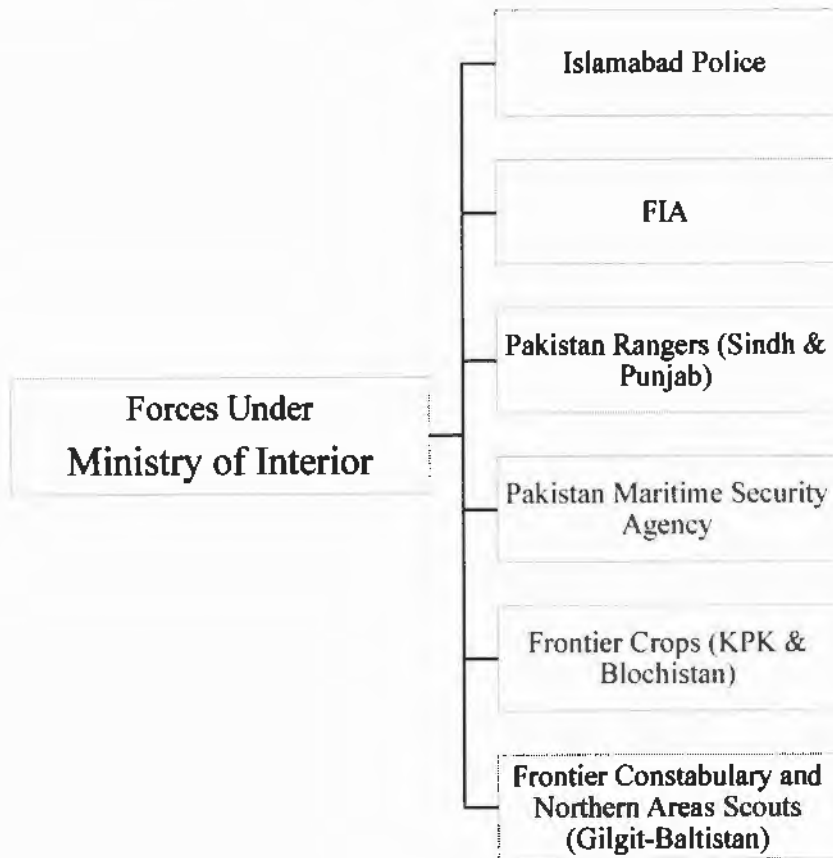 Islamabad Police
FIA
Pakistan Rangers (Sindh &
Punjab)
Forces Under
Ministry of Interior
Pakistan Maritime Security
Agency
Frontier Crops (KPK &
Blochistan)
Frontier Constabulary and
Northern Areas Scouts
(Gilgit-Baltistan)